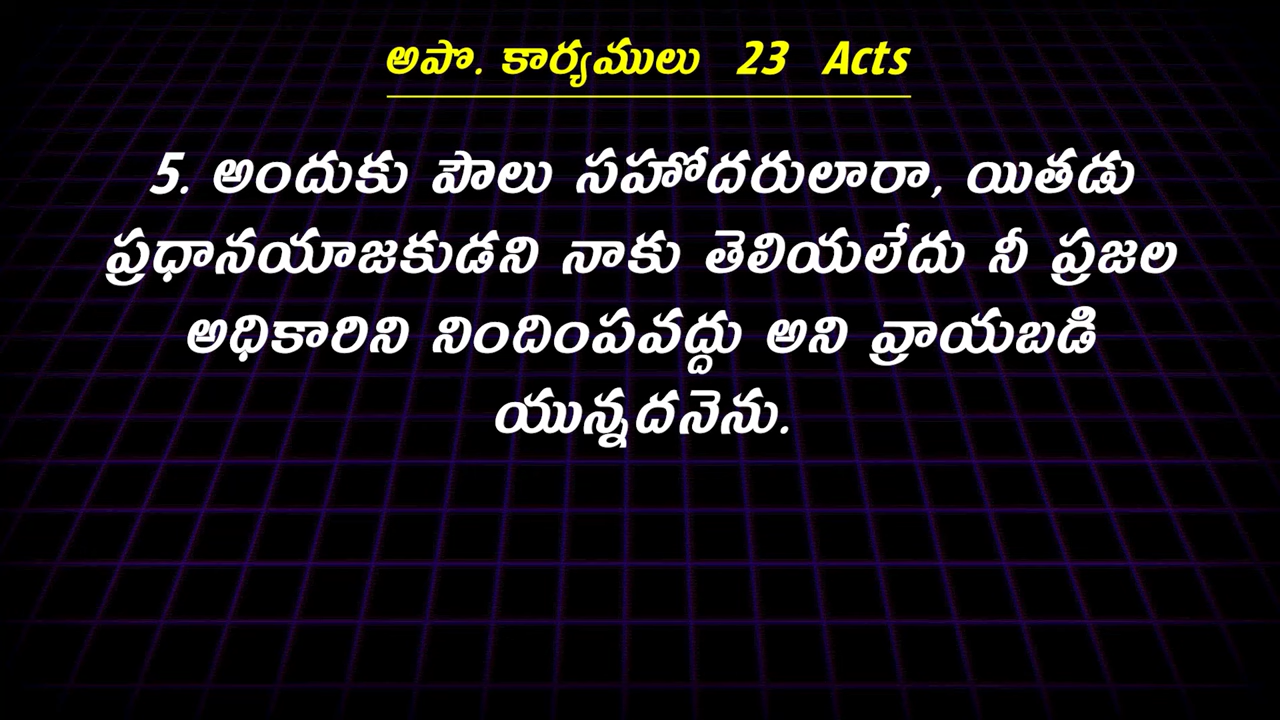 అపొ. కార్యములు 23 Acts
5. అందుకు పౌలు సహోదరులారా, యితడు
ప్రధానయాజకుడని నాకు తెలియలేదు నీ ప్రజల
అధికారిని నిందింపవద్దు అని వ్రాయబడి
యున్నదనెను.